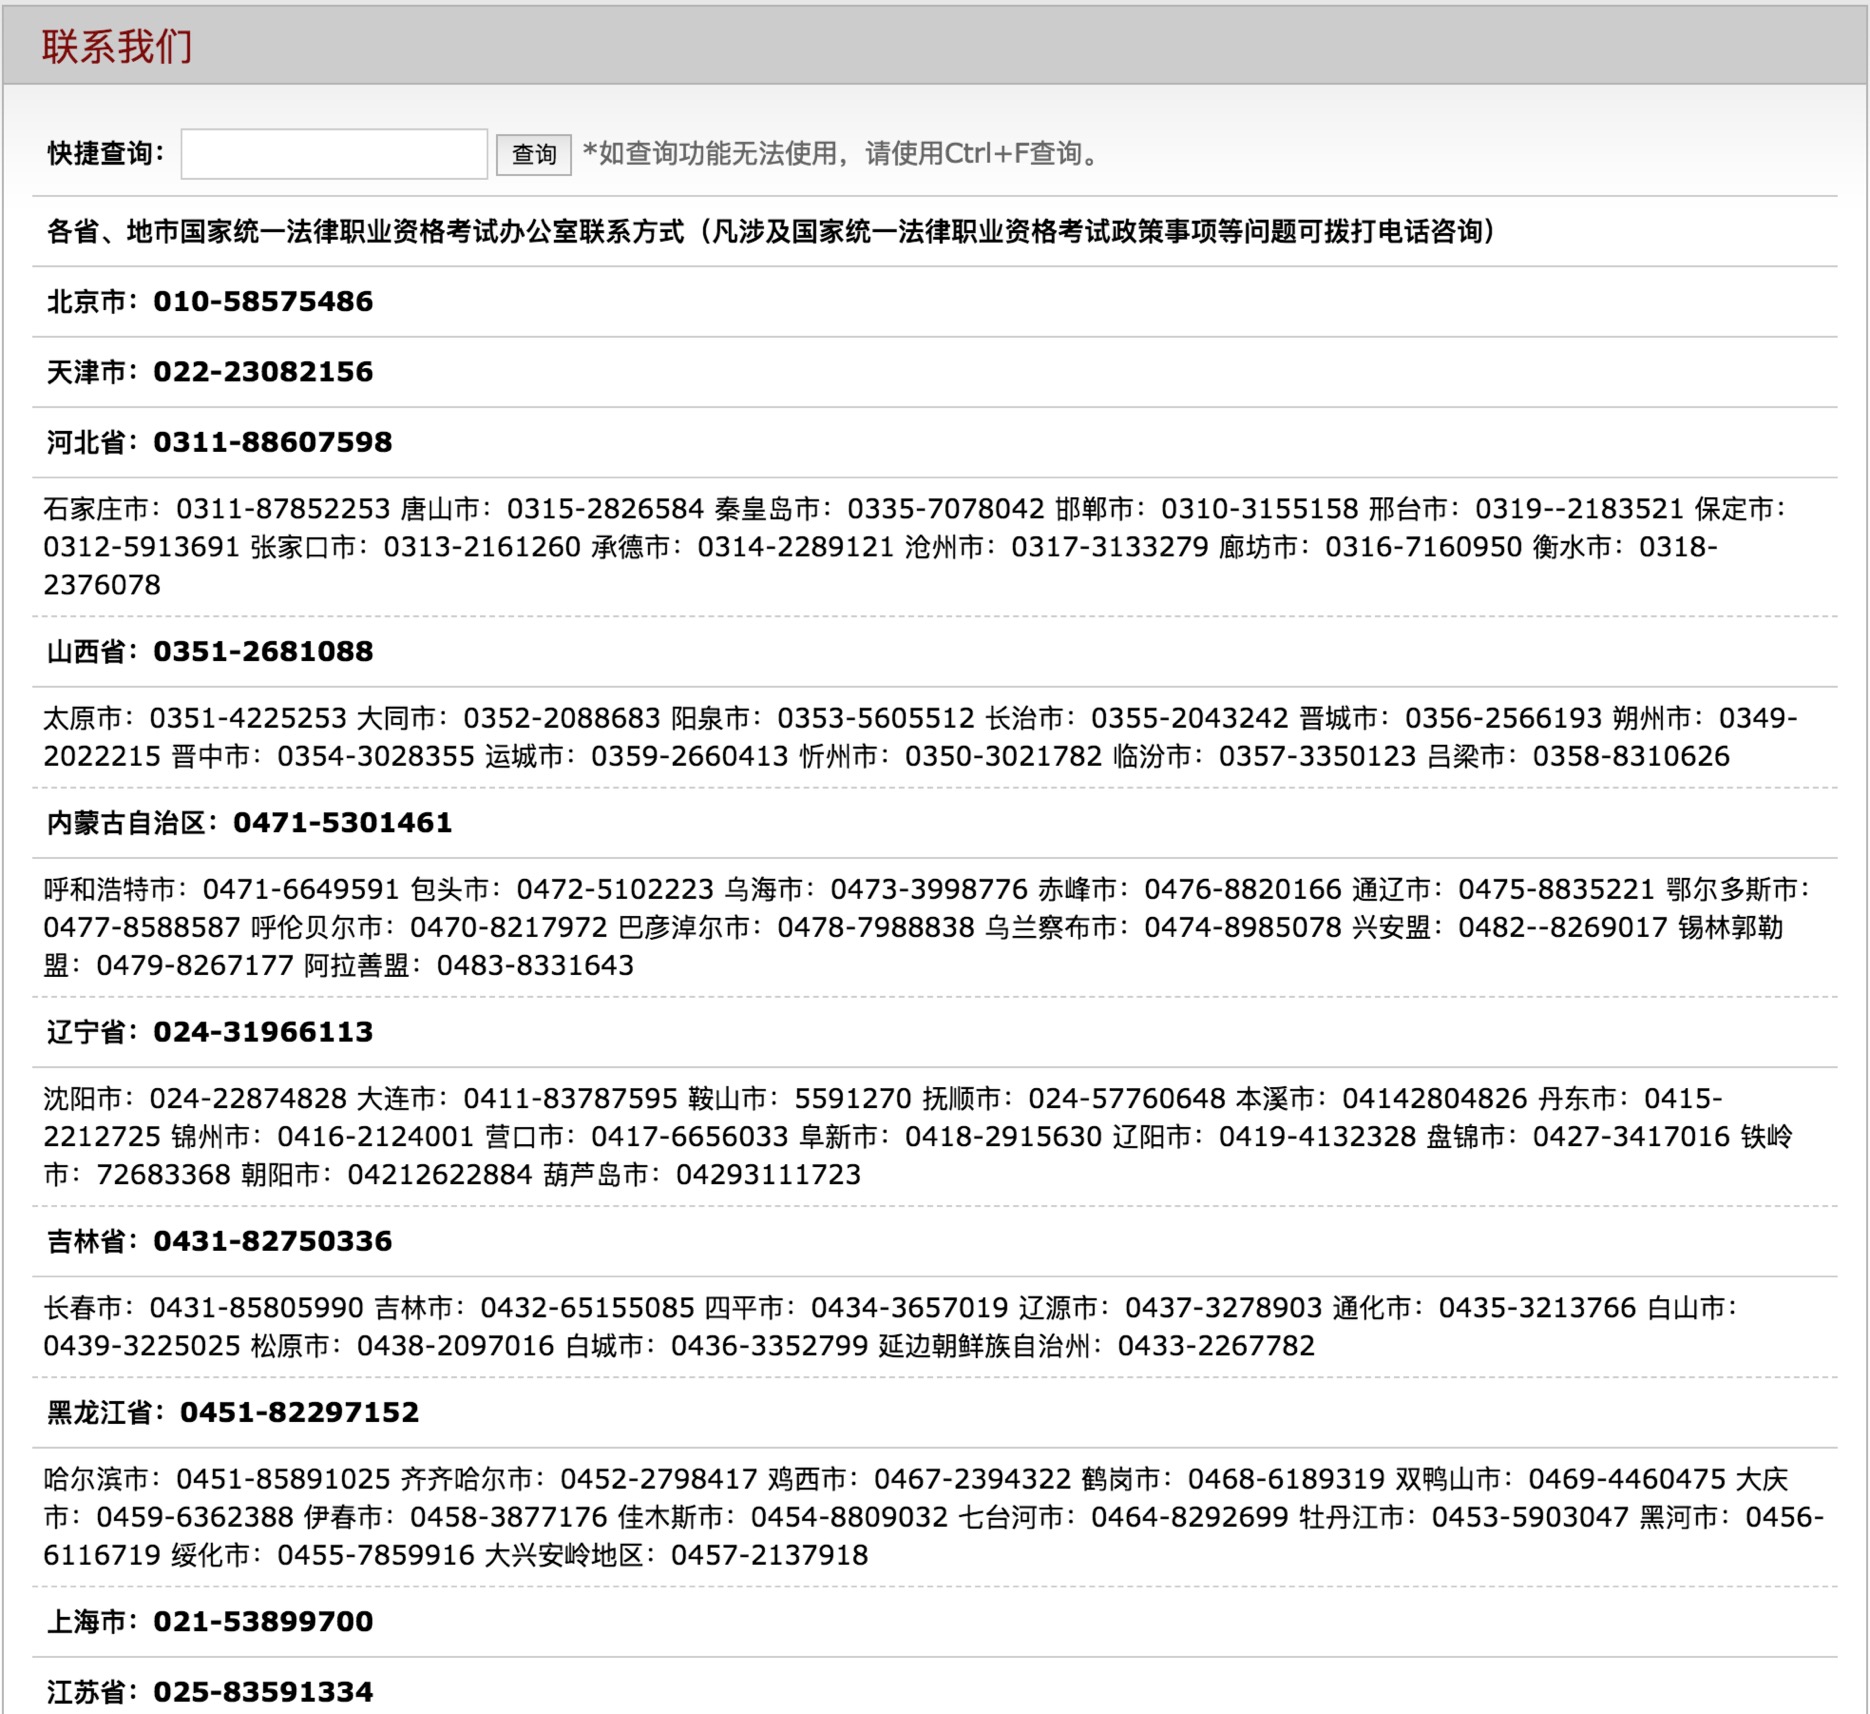 联系我们
快捷查询： 查询 *如查询功能无法使用，请使用Ctrl+F查询。
各省、地市国家统一法律职业资格考试办公室联系方式（凡涉及国家统一法律职业资格考试政策事项等问题可拨打电话咨询）
北京市：010-58575486
天津市：022-23082156
河北省：0311-88607598
石家庄市：0311-87852253 唐山市：0315-2826584 秦皇岛市：0335-7078042 邯郸市：0310-3155158 邢台市：0319--2183521 保定市：
0312-5913691 张家口市：0313-2161260 承德市：0314-2289121 沧州市：0317-3133279 廊坊市：0316-7160950 衡水市：0318-
2376078
山西省：0351-2681088
太原市：0351-4225253 大同市：0352-2088683 阳泉市：0353-5605512 长治市：0355-2043242 晋城市：0356-2566193 朔州市：0349-
2022215 晋中市：0354-3028355 运城市：0359-2660413 忻州市：0350-3021782 临汾市：0357-3350123 吕梁市：0358-8310626
内蒙古自治区：0471-5301461
呼和浩特市：0471-6649591 包头市：0472-5102223 乌海市：0473-3998776 赤峰市：0476-8820166 通辽市：0475-8835221 鄂尔多斯市：
0477-8588587 呼伦贝尔市：0470-8217972 巴彦淖尔市：0478-7988838 乌兰察布市：0474-8985078 兴安盟：0482--8269017 锡林郭勒
盟：0479-8267177 阿拉善盟：0483-8331643
辽宁省：024-31966113
沈阳市：024-22874828 大连市：0411-83787595 鞍山市：5591270 抚顺市：024-57760648 本溪市：04142804826 丹东市：0415-
2212725 锦州市：0416-2124001 营口市：0417-6656033 阜新市：0418-2915630 辽阳市：0419-4132328 盘锦市：0427-3417016 铁岭
市：72683368 朝阳市：04212622884 葫芦岛市：04293111723
吉林省：0431-82750336
长春市：0431-85805990 吉林市：0432-65155085 四平市：0434-3657019 辽源市：0437-3278903 通化市：0435-3213766 白山市：
0439-3225025 松原市：0438-2097016 白城市：0436-3352799 延边朝鲜族自治州：0433-2267782
黑龙江省：0451-82297152
哈尔滨市：0451-85891025 齐齐哈尔市：0452-2798417 鸡西市：0467-2394322 鹤岗市：0468-6189319 双鸭山市：0469-4460475 大庆
市：0459-6362388 伊春市：0458-3877176 佳木斯市：0454-8809032 七台河市：0464-8292699 牡丹江市：0453-5903047 黑河市：0456-
6116719 绥化市：0455-7859916 大兴安岭地区：0457-2137918
上海市：021-53899700
江苏省：025-83591334